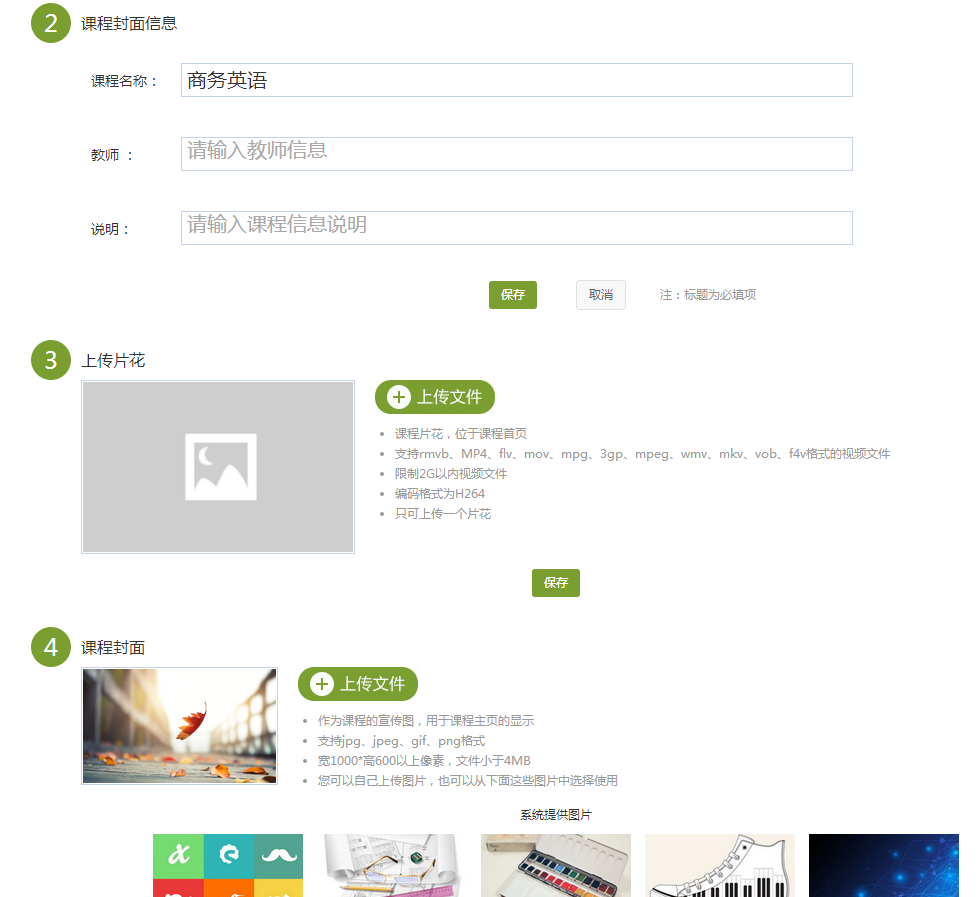 2 课程封面信息
课程名称： 商务英语
教师 ： 请输入教师信息
说明： 请输入课程信息说明
保存 取消 注：标题为必填项
3 上传片花
上传文件
课程片花，位于课程首页
支持rmvb、MP4、flv、mov、mpg、3gp、mpeg、wmv、mkv、vob、f4v格式的视频文件
限制2G以内视频文件
编码格式为H264
只可上传一个片花
保存
4 课程封面
上传文件
作为课程的宣传图，用于课程主页的显示
支持jpg、jpeg、gif、png格式
宽1000*高600以上像素，文件小于4MB
您可以自己上传图片，也可以从下面这些图片中选择使用
系统提供图片